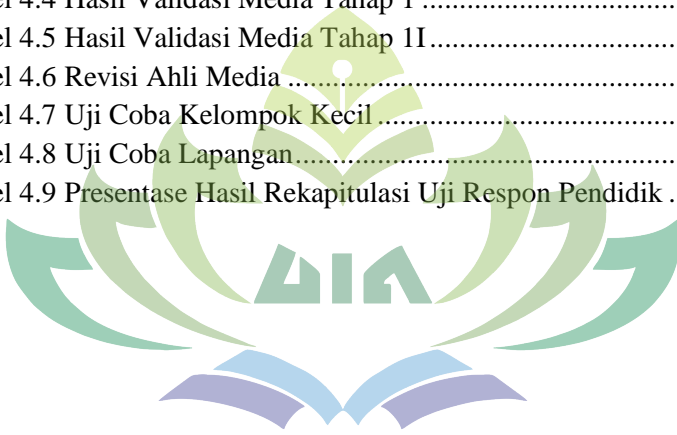 el 4.4 Hasil Validasi Media Tahap 1 ...................................
el 4.5 Hasil Validasi Media Tahap 1I...................................
el 4.6 Revisi Ahli Media......................................................
el 4.7 Uji Coba Kelompok Kecil ..........................................
el 4.8 Uji Coba Lapangan.....................................................
el 4.9 Presentase Hasil Rekapitulasi Uji Respon Pendidik .
UIN